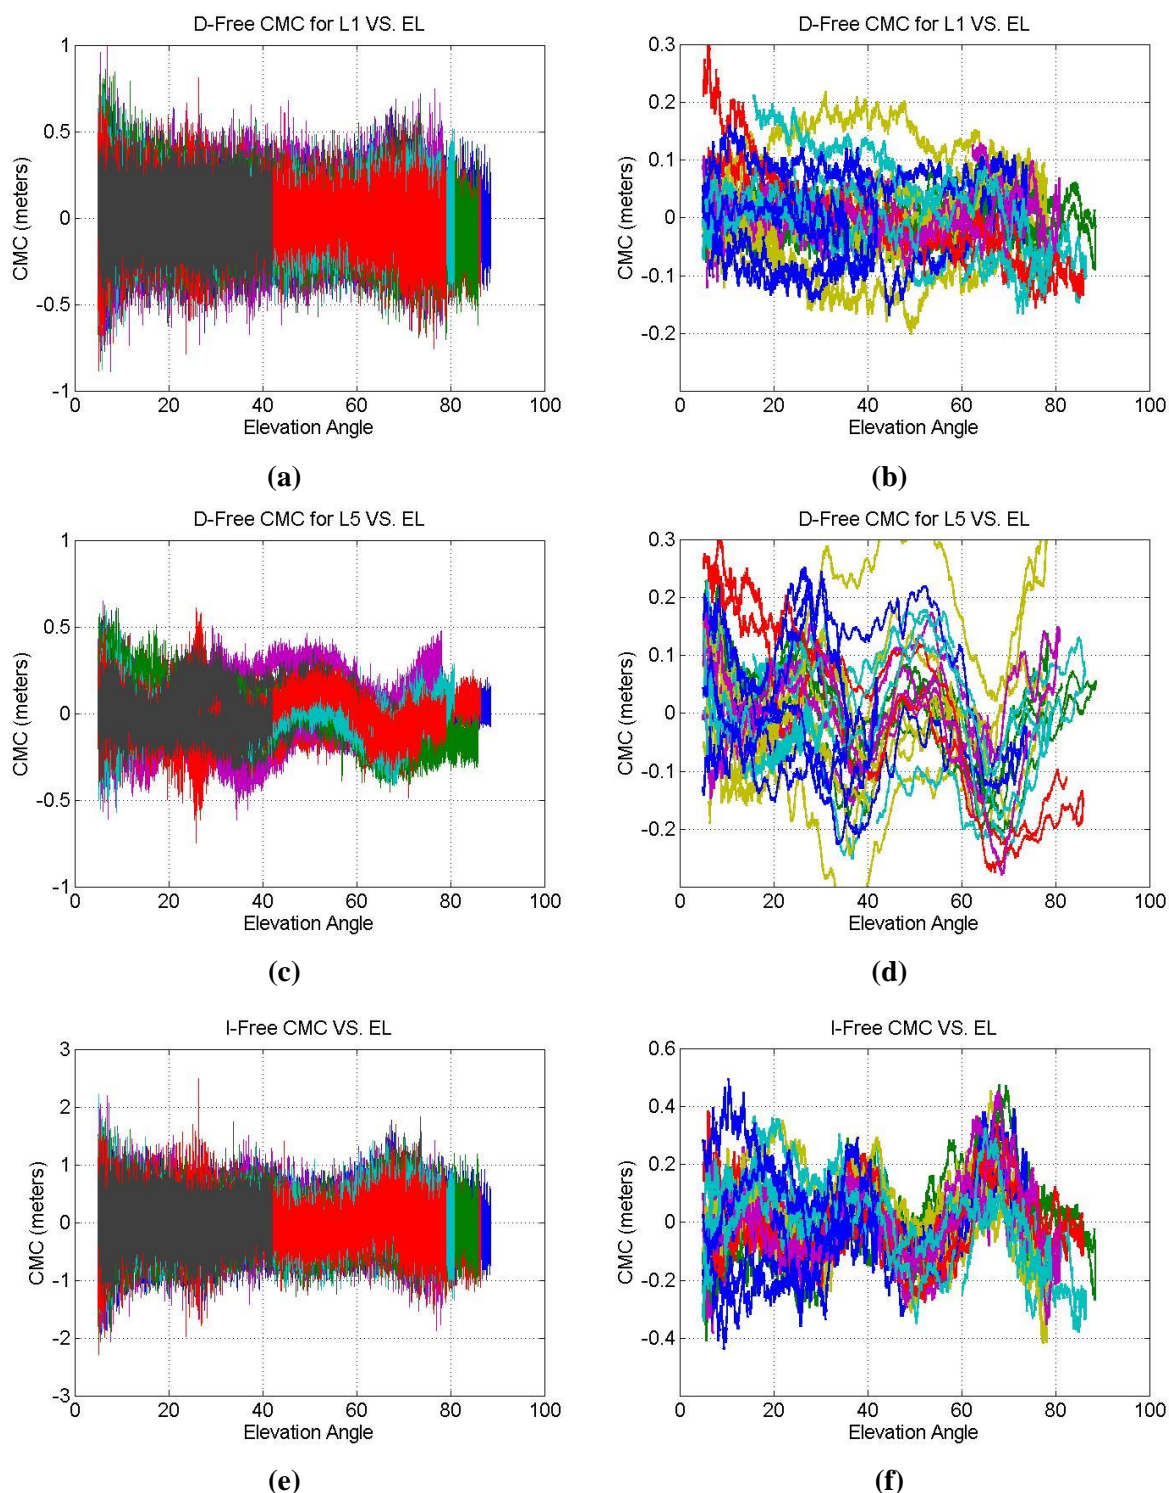 D-Free CMC for L1 VS. EL
1
0.5
0
-0.5
-1
CMC (meters)
0 20 40 60 80 100
Elevation Angle
(a)
D-Free CMC for L1 VS. EL
0.3
0.2
0.1
0
-0.1
-0.2
CMC (meters)
0 20 40 60 80 100
Elevation Angle
(b)
D-Free CMC for L5 VS. EL
1
0.5
0
-0.5
-1
CMC (meters)
0 20 40 60 80 100
Elevation Angle
(c)
D-Free CMC for L5 VS. EL
0.3
0.2
0.1
0
-0.1
-0.2
CMC (meters)
0 20 40 60 80 100
Elevation Angle
(d)
I-Free CMC VS. EL
3
2
1
0
-1
-2
-3
CMC (meters)
0 20 40 60 80 100
Elevation Angle
(e)
I-Free CMC VS. EL
0.6
0.4
0.2
0
-0.2
-0.4
CMC (meters)
0 20 40 60 80 100
Elevation Angle
(f)